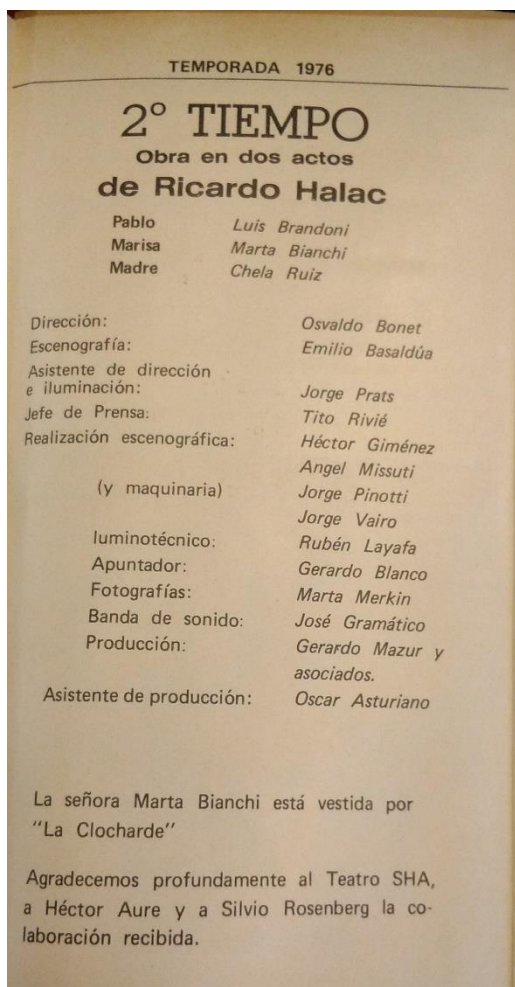 TEMPORADA 1976
2º TIEMPO
Obra en dos actos
de Ricardo Halac
Pablo Luis Brandoni
Marisa Marta Bianchi
Madre Chela Ruiz
Dirección: Osvaldo Bonet
Escenografía: Emilio Basaldúa
Asistente de dirección
e iluminación: Jorge Prats
Jefe de Prensa: Tito Rivié
Realización escenográfica: Héctor Giménez
Angel Missuti
(y maquinaria) Jorge Pinotti
Jorge Vairo
luminotécnico: Rubén Layafa
Apuntador: Gerardo Blanco
Fotografías: Marta Merkin
Banda de sonido: José Gramático
Producción: Gerardo Mazur y
asociados.
Asistente de producción: Oscar Asturiano
La señora Marta Bianchi está vestida por
"La Clocharde"
Agradecemos profundamente al Teatro SHA,
a Héctor Aure y a Silvio Rosenberg la co-
laboración recibida.